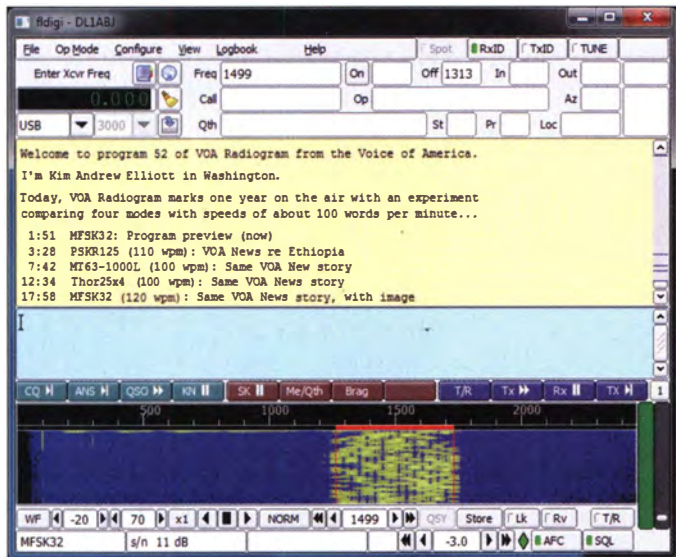 fldigi - DL1ABJ
File Op Mode Configure View Logbook Help Spot RxID TxID TUNE
Enter Xcvr Freq Freq 1499 On Off 1313 In Out
0.000 Call Op Az
USB 3000 Qth St Pr Loc
Welcome to program 52 of VOA Radiogram from the Voice of America.
I'm Kim Andrew Elliott in Washington.
Today, VOA Radiogram marks one year on the air with an experiment
comparing four modes with speeds of about 100 words per minute...
1:51 MFSK32: Program preview (now)
3:28 PSKR125 (110 wpm): VOA News re Ethiopia
7:42 MT63-1000L (100 wpm): Same VOA New story
12:34 Thor25x4 (100 wpm): Same VOA News story
17:58 MFSK32 (120 wpm): Same VOA News story, with image
CQ ANS QSO KN SK Me/Qth Brag T/R Tx Rx TX 1
500 1000 1500 2000
WF -20 70 x1 NORM 1499 QSY Store Lk Rv T/R
MFSK32 s/n 11 dB -3.0 AFC SQL